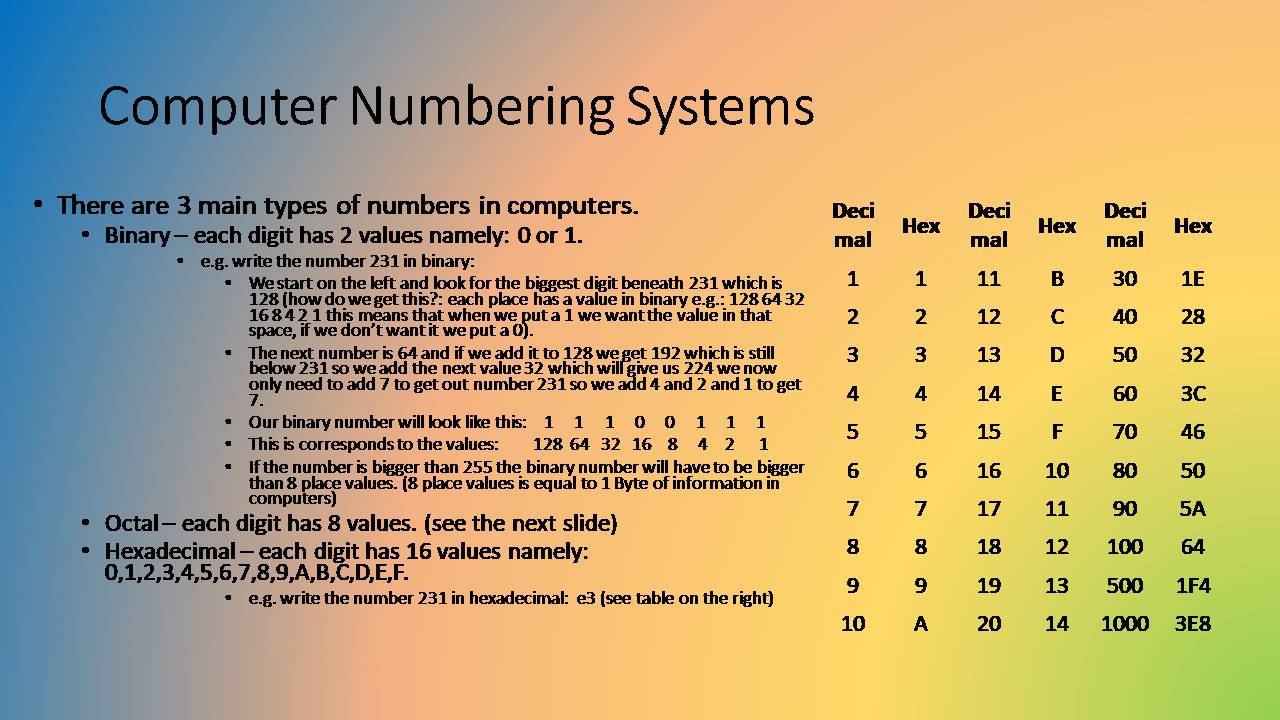 Computer Numbering Systems
• There are 3 main types of numbers in computers.
• Binary – each digit has 2 values namely: 0 or 1.
• e.g. write the number 231 in binary:
• We start on the left and look for the biggest digit beneath 231 which is
128 (how do we get this?: each place has a value in binary e.g.: 128 64 32
16 8 4 2 1 this means that when we put a 1 we want the value in that
space, if we don’t want it we put a 0).
• The next number is 64 and if we add it to 128 we get 192 which is still
below 231 so we add the next value 32 which will give us 224 we now
only need to add 7 to get out number 231 so we add 4 and 2 and 1 to get
7.
• Our binary number will look like this: 1 1 1 0 0 1 1 1
• This is corresponds to the values: 128 64 32 16 8 4 2 1
• If the number is bigger than 255 the binary number will have to be bigger
than 8 place values. (8 place values is equal to 1 Byte of information in
computers)
• Octal – each digit has 8 values. (see the next slide)
• Hexadecimal – each digit has 16 values namely:
0,1,2,3,4,5,6,7,8,9,A,B,C,D,E,F.
• e.g. write the number 231 in hexadecimal: e3 (see table on the right)
Deci
mal Hex Deci
mal Hex Deci
mal Hex
1 1 11 B 30 1E
2 2 12 C 40 28
3 3 13 D 50 32
4 4 14 E 60 3C
5 5 15 F 70 46
6 6 16 10 80 50
7 7 17 11 90 5A
8 8 18 12 100 64
9 9 19 13 500 1F4
10 A 20 14 1000 3E8